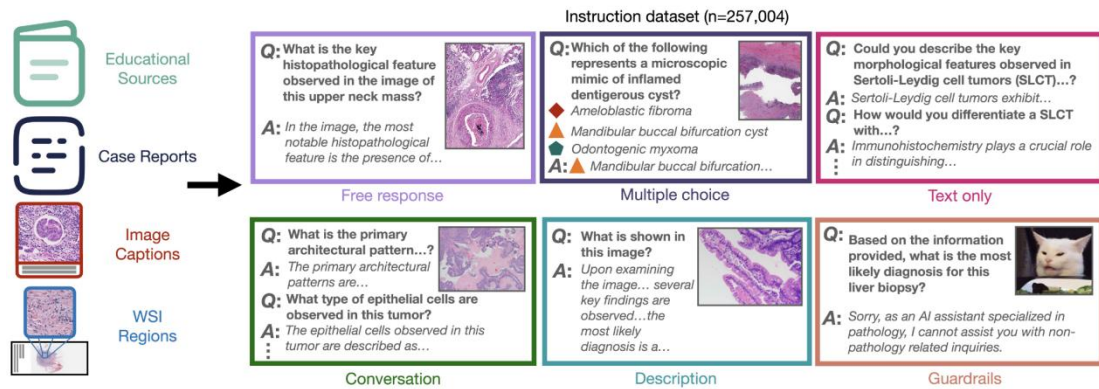 Instruction dataset (n=257,004)
Educational
Sources
Case Reports
Image
Captions
WSI
Regions
Q: What is the key
histopathological feature
observed in the image of
this upper neck mass?
A: In the image, the most
notable histopathological
feature is the presence of…
Free response
Q: Which of the following
represents a microscopic
mimic of inflamed
dentigerous cyst?
Ameloblastic fibroma
Mandibular buccal bifurcation cyst
Odontogenic myxoma
A: Mandibular buccal bifurcation…
Multiple choice
Q: Could you describe the key
morphological features observed in
Sertoli-Leydig cell tumors (SLCT)…?
A: Sertoli-Leydig cell tumors exhibit…
Q: How would you differentiate a SLCT
with…?
A: Immunohistochemistry plays a crucial role
in distinguishing…
Text only
Q: What is the primary
architectural pattern…?
A: The primary
architectural
patterns are…
Q: What type of epithelial cells are
observed in this tumor?
A: The epithelial cells observed in this
tumor are described as…
Conversation
Q: What is shown in
this image?
A: Upon examining
the image… several
key findings are
observed…the most
likely diagnosis is a…
Description
Q: Based on the information
provided, what is the most
likely diagnosis for this
liver biopsy?
A: Sorry, as an AI assistant specialized in
pathology, I cannot assist you with non-
pathology related inquiries.
Guardrails